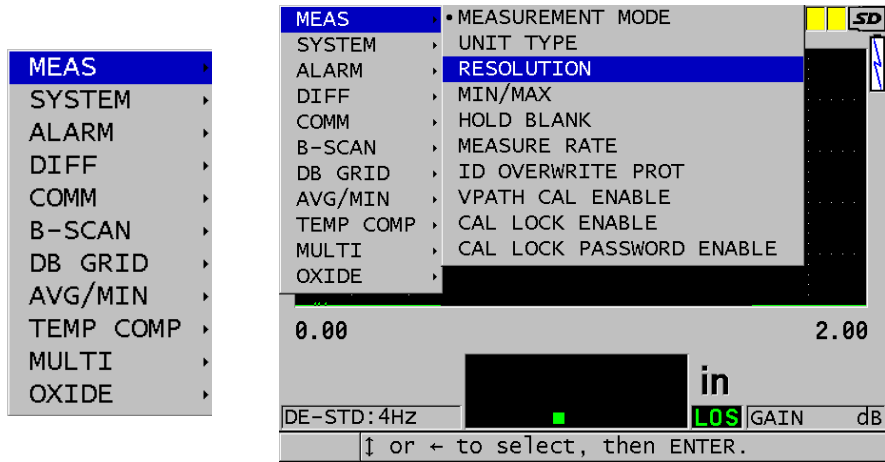 MEAS
SYSTEM
ALARM
DIFF
COMM
B-SCAN
DB GRID
AVG/MIN
TEMP COMP
MULTI
OXIDE
MEAS
SYSTEM
ALARM
DIFF
COMM
B-SCAN
DB GRID
AVG/MIN
TEMP COMP
MULTI
OXIDE
• MEASUREMENT MODE
UNIT TYPE
RESOLUTION
MIN/MAX
HOLD BLANK
MEASURE RATE
ID OVERWRITE PROT
VPATH CAL ENABLE
CAL LOCK ENABLE
CAL LOCK PASSWORD ENABLE
SD
0.00 2.00
in
DE-STD:4Hz LOS GAIN dB
↕ or ← to select, then ENTER.